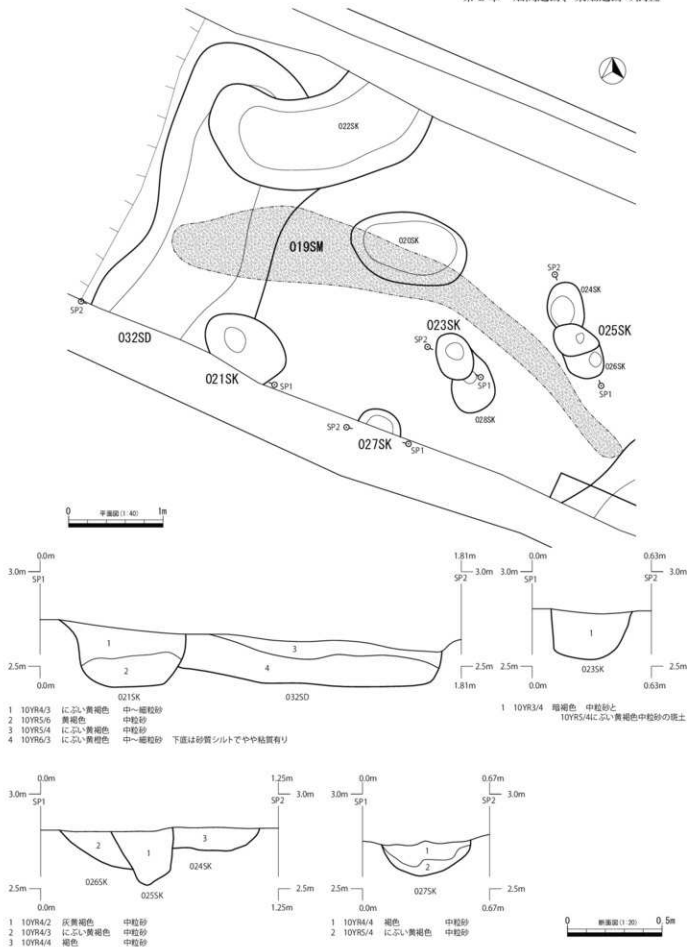 022SK
019SM
020SK
SP2
024SK
023SK
025SK
SP2
SP2
032SD
026SK
021SK
SP1
SP1
SP1
028SK
SP2
027SK
SP1
0 平面図(1:40) 1m
0.0m 1.81m
3.0m 3.0m
SP1 SP2
1 3
2 4
2.5m 2.5m
0.0m 1.81m
021SK 032SD
1 10YR4/3 にぶい黄褐色 中~細粒砂
2 10YR5/6 黄褐色 中粒砂
3 10YR5/4 にぶい黄褐色 中粒砂
4 10YR6/3 にぶい黄橙色 中~細粒砂 下底は砂質シルトでやや粘質有り
0.0m 0.63m
3.0m 3.0m
SP1 SP2
1
2.5m 2.5m
0.0m 0.63m
023SK
1 10YR3/4 暗褐色 中粒砂と
10YR5/4にぶい黄褐色中粒砂の斑土
0.0m 1.25m
3.0m 3.0m
SP1 SP2
2 1 3
026SK 024SK
025SK
2.5m 2.5m
0.0m 1.25m
1 10YR4/2 灰黄褐色 中粒砂
2 10YR4/3 にぶい黄褐色 中粒砂
3 10YR4/4 褐色 中粒砂
0.0m 0.67m
3.0m 3.0m
SP1 SP2
1
2
2.5m 2.5m
027SK
0.0m 0.67m
1 10YR4/4 褐色 中粒砂
2 10YR5/4 にぶい黄褐色 中粒砂
0 断面図(1:20) 0.5m